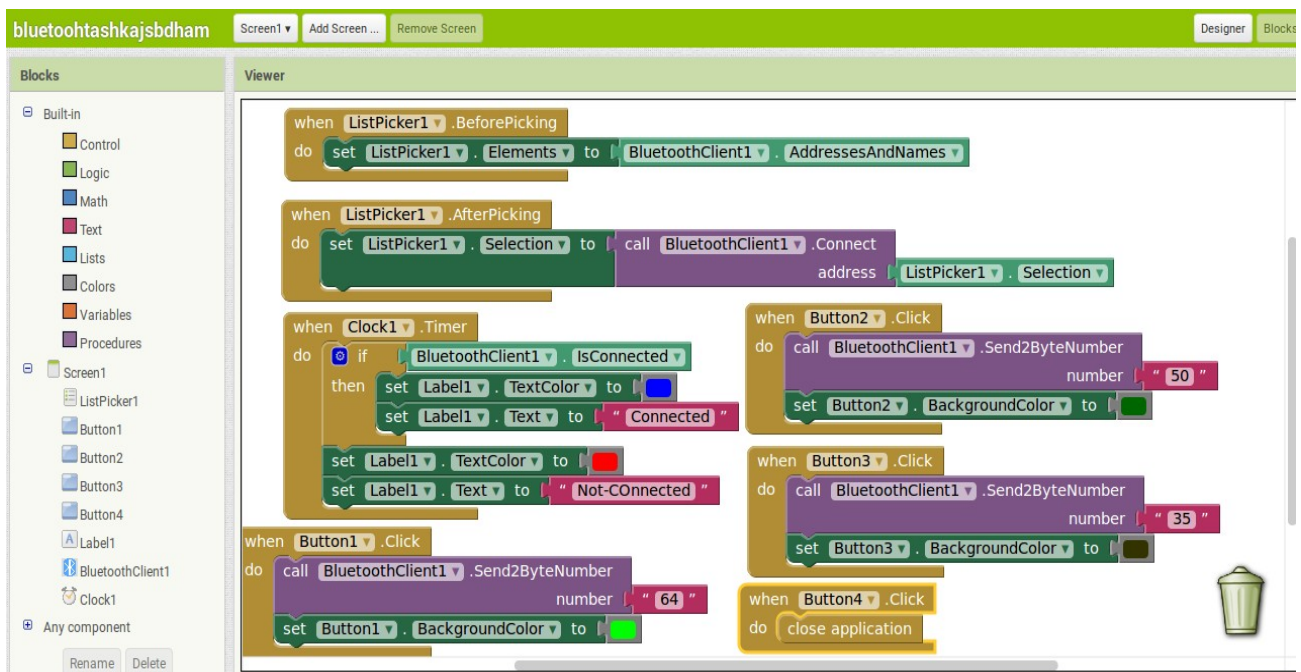 bluetoohtashkajsbdham Screen1 ▾ Add Screen ... Remove Screen Designer Blocks
Blocks
Built-in
Control
Logic
Math
Text
Lists
Colors
Variables
Procedures
Screen1
ListPicker1
Button1
Button2
Button3
Button4
Label1
BluetoothClient1
Clock1
Any component
Rename Delete
Viewer
when ListPicker1 .BeforePicking
do set ListPicker1 . Elements to BluetoothClient1 . AddressesAndNames
when ListPicker1 .AfterPicking
do set ListPicker1 . Selection to call BluetoothClient1 .Connect
address ListPicker1 . Selection
when Clock1 .Timer
do if BluetoothClient1 . IsConnected
then set Label1 . TextColor to
set Label1 . Text to " Connected "
set Label1 . TextColor to
set Label1 . Text to " Not-COnnected "
when Button1 .Click
do call BluetoothClient1 .Send2ByteNumber
number " 64 "
set Button1 . BackgroundColor to
when Button2 .Click
do call BluetoothClient1 .Send2ByteNumber
number " 50 "
set Button2 . BackgroundColor to
when Button3 .Click
do call BluetoothClient1 .Send2ByteNumber
number " 35 "
set Button3 . BackgroundColor to
when Button4 .Click
do close application